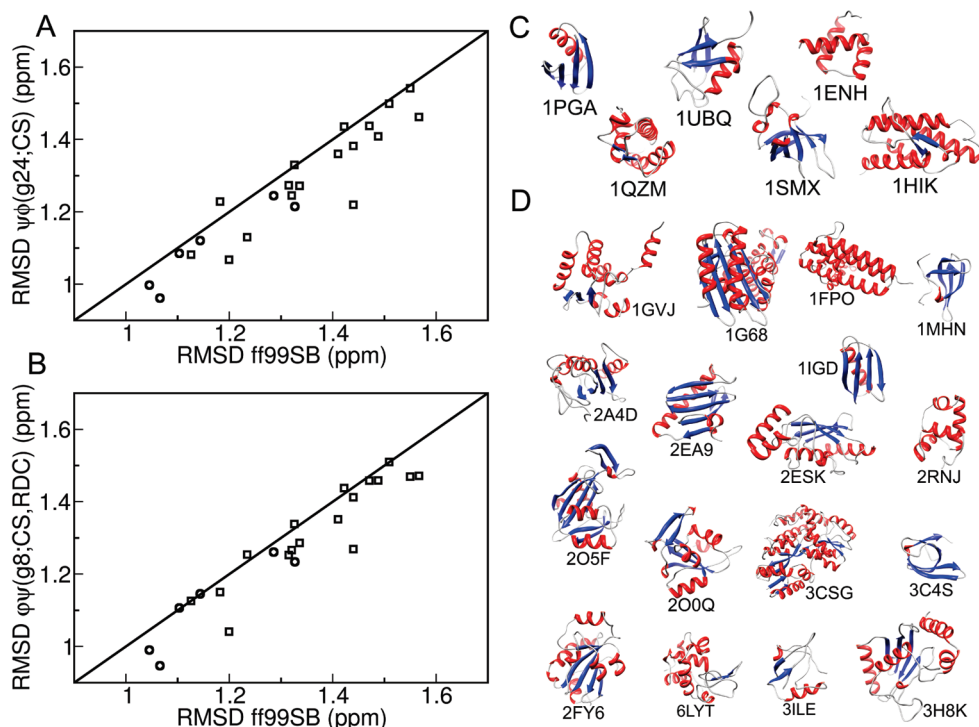 A
RMSD ψϕ(g24;CS) (ppm)
1.6
1.4
1.2
1
1 1.2 1.4 1.6
RMSD ff99SB (ppm)
B
RMSD φψ(g8;CS,RDC) (ppm)
1.6
1.4
1.2
1
1 1.2 1.4 1.6
RMSD ff99SB (ppm)
C
1PGA 1UBQ 1ENH
1QZM 1SMX 1HIK
D
1GVJ 1G68 1FPO 1MHN
2A4D 2EA9 1IGD
2ESK 2RNJ
2O5F 2O0Q 3CSG 3C4S
2FY6 6LYT 3ILE 3H8K